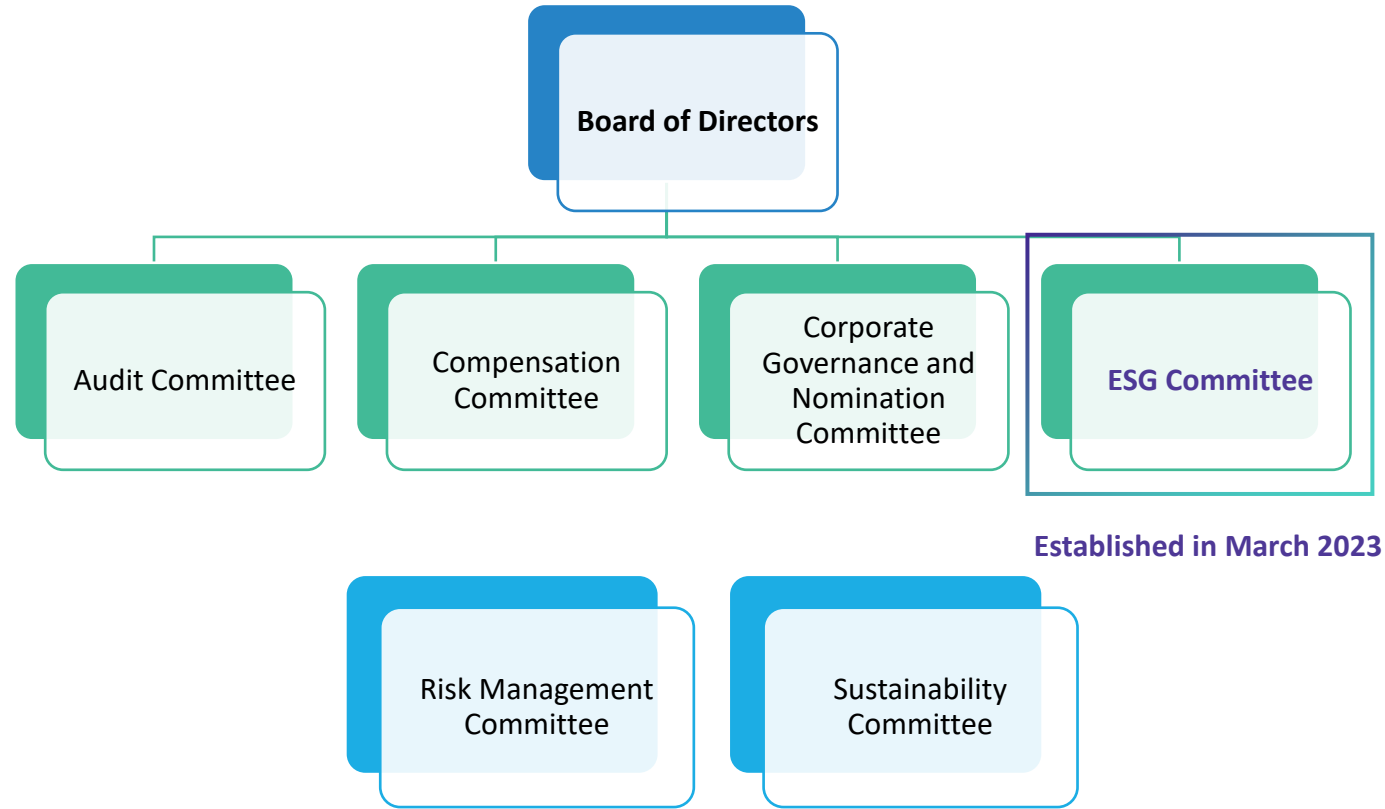 Board of Directors
Audit Committee
Compensation
Committee
Corporate
Governance and
Nomination
Committee
ESG Committee
Established in March 2023
Risk Management
Committee
Sustainability
Committee